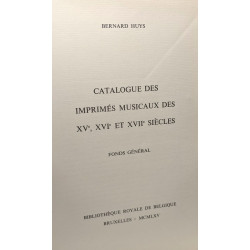 BERNARD HUYS
CATALOGUE DES
IMPRIMÉS MUSICAUX DES
XVe, XVIe ET XVIIe SIÈCLES
FONDS GÉNÉRAL
BIBLIOTHÈQUE ROYALE DE BELGIQUE
BRUXELLES - MCMLXV